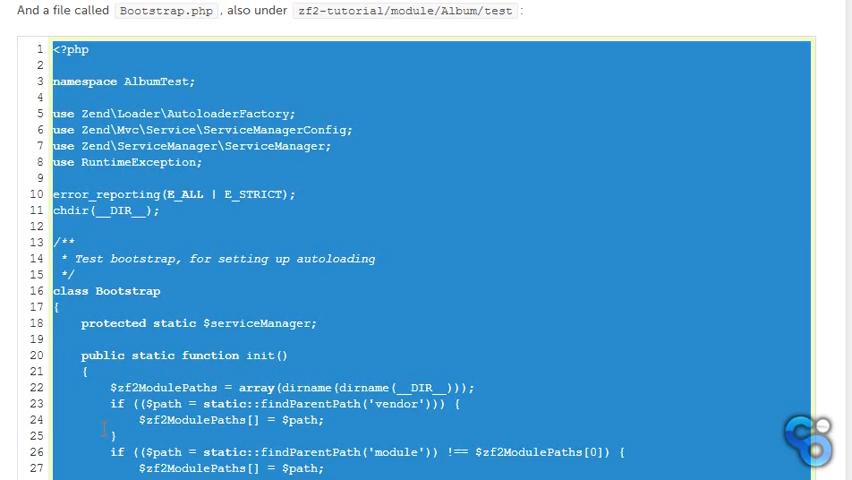 And a file called Bootstrap.php, also under zf2-tutorial/module/Album/test:
1 <?php
2
3 namespace AlbumTest;
4
5 use Zend\Loader\AutoloaderFactory;
6 use Zend\Mvc\Service\ServiceManagerConfig;
7 use Zend\ServiceManager\ServiceManager;
8 use RuntimeException;
9
10 error_reporting(E_ALL | E_STRICT);
11 chdir(__DIR__);
12
13 /**
14  * Test bootstrap, for setting up autoloading
15  */
16 class Bootstrap
17 {
18     protected static $serviceManager;
19
20     public static function init()
21     {
22         $zf2ModulePaths = array(dirname(dirname(__DIR__)));
23         if (($path = static::findParentPath('vendor'))) {
24             $zf2ModulePaths[] = $path;
25         }
26         if (($path = static::findParentPath('module')) !== $zf2ModulePaths[0]) {
27             $zf2ModulePaths[] = $path;